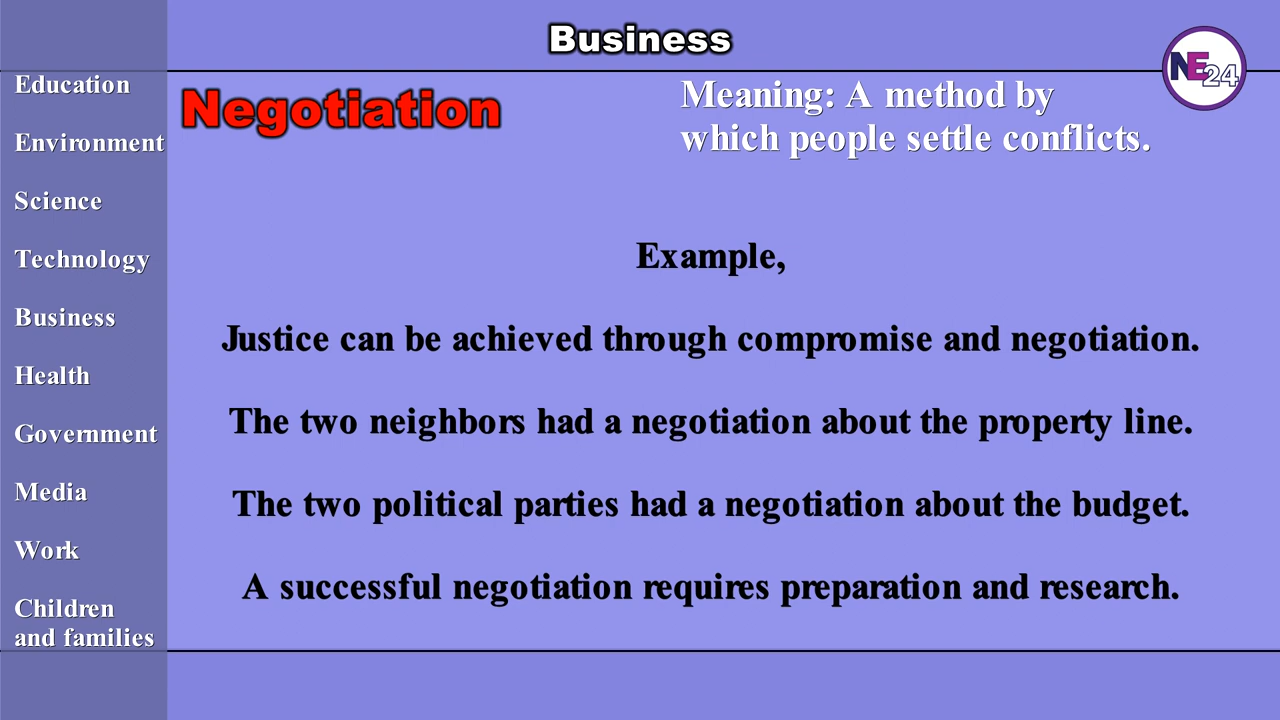 Business
NE24
Education
Environment
Science
Technology
Business
Health
Government
Media
Work
Children
and families
Negotiation
Meaning: A method by
which people settle conflicts.
Example,
Justice can be achieved through compromise and negotiation.
The two neighbors had a negotiation about the property line.
The two political parties had a negotiation about the budget.
A successful negotiation requires preparation and research.